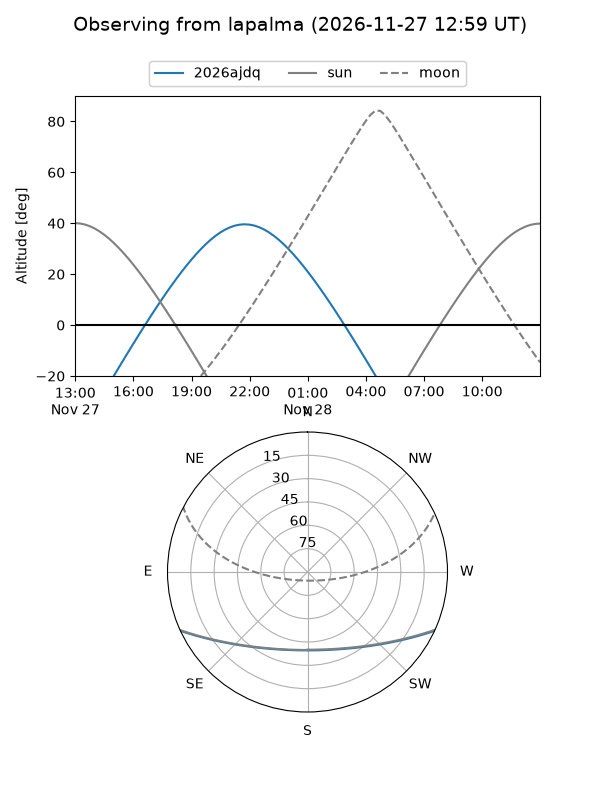 Observing from lapalma (2026-11-27 12:59 UT)
2026ajdq sun moon
Altitude [deg]
80
60
40
20
0
−20
13:00 16:00 19:00 22:00 01:00 04:00 07:00 10:00
Nov 27 Nov 28
N
NE NW
15
30
45
60
75
E W
SE SW
S